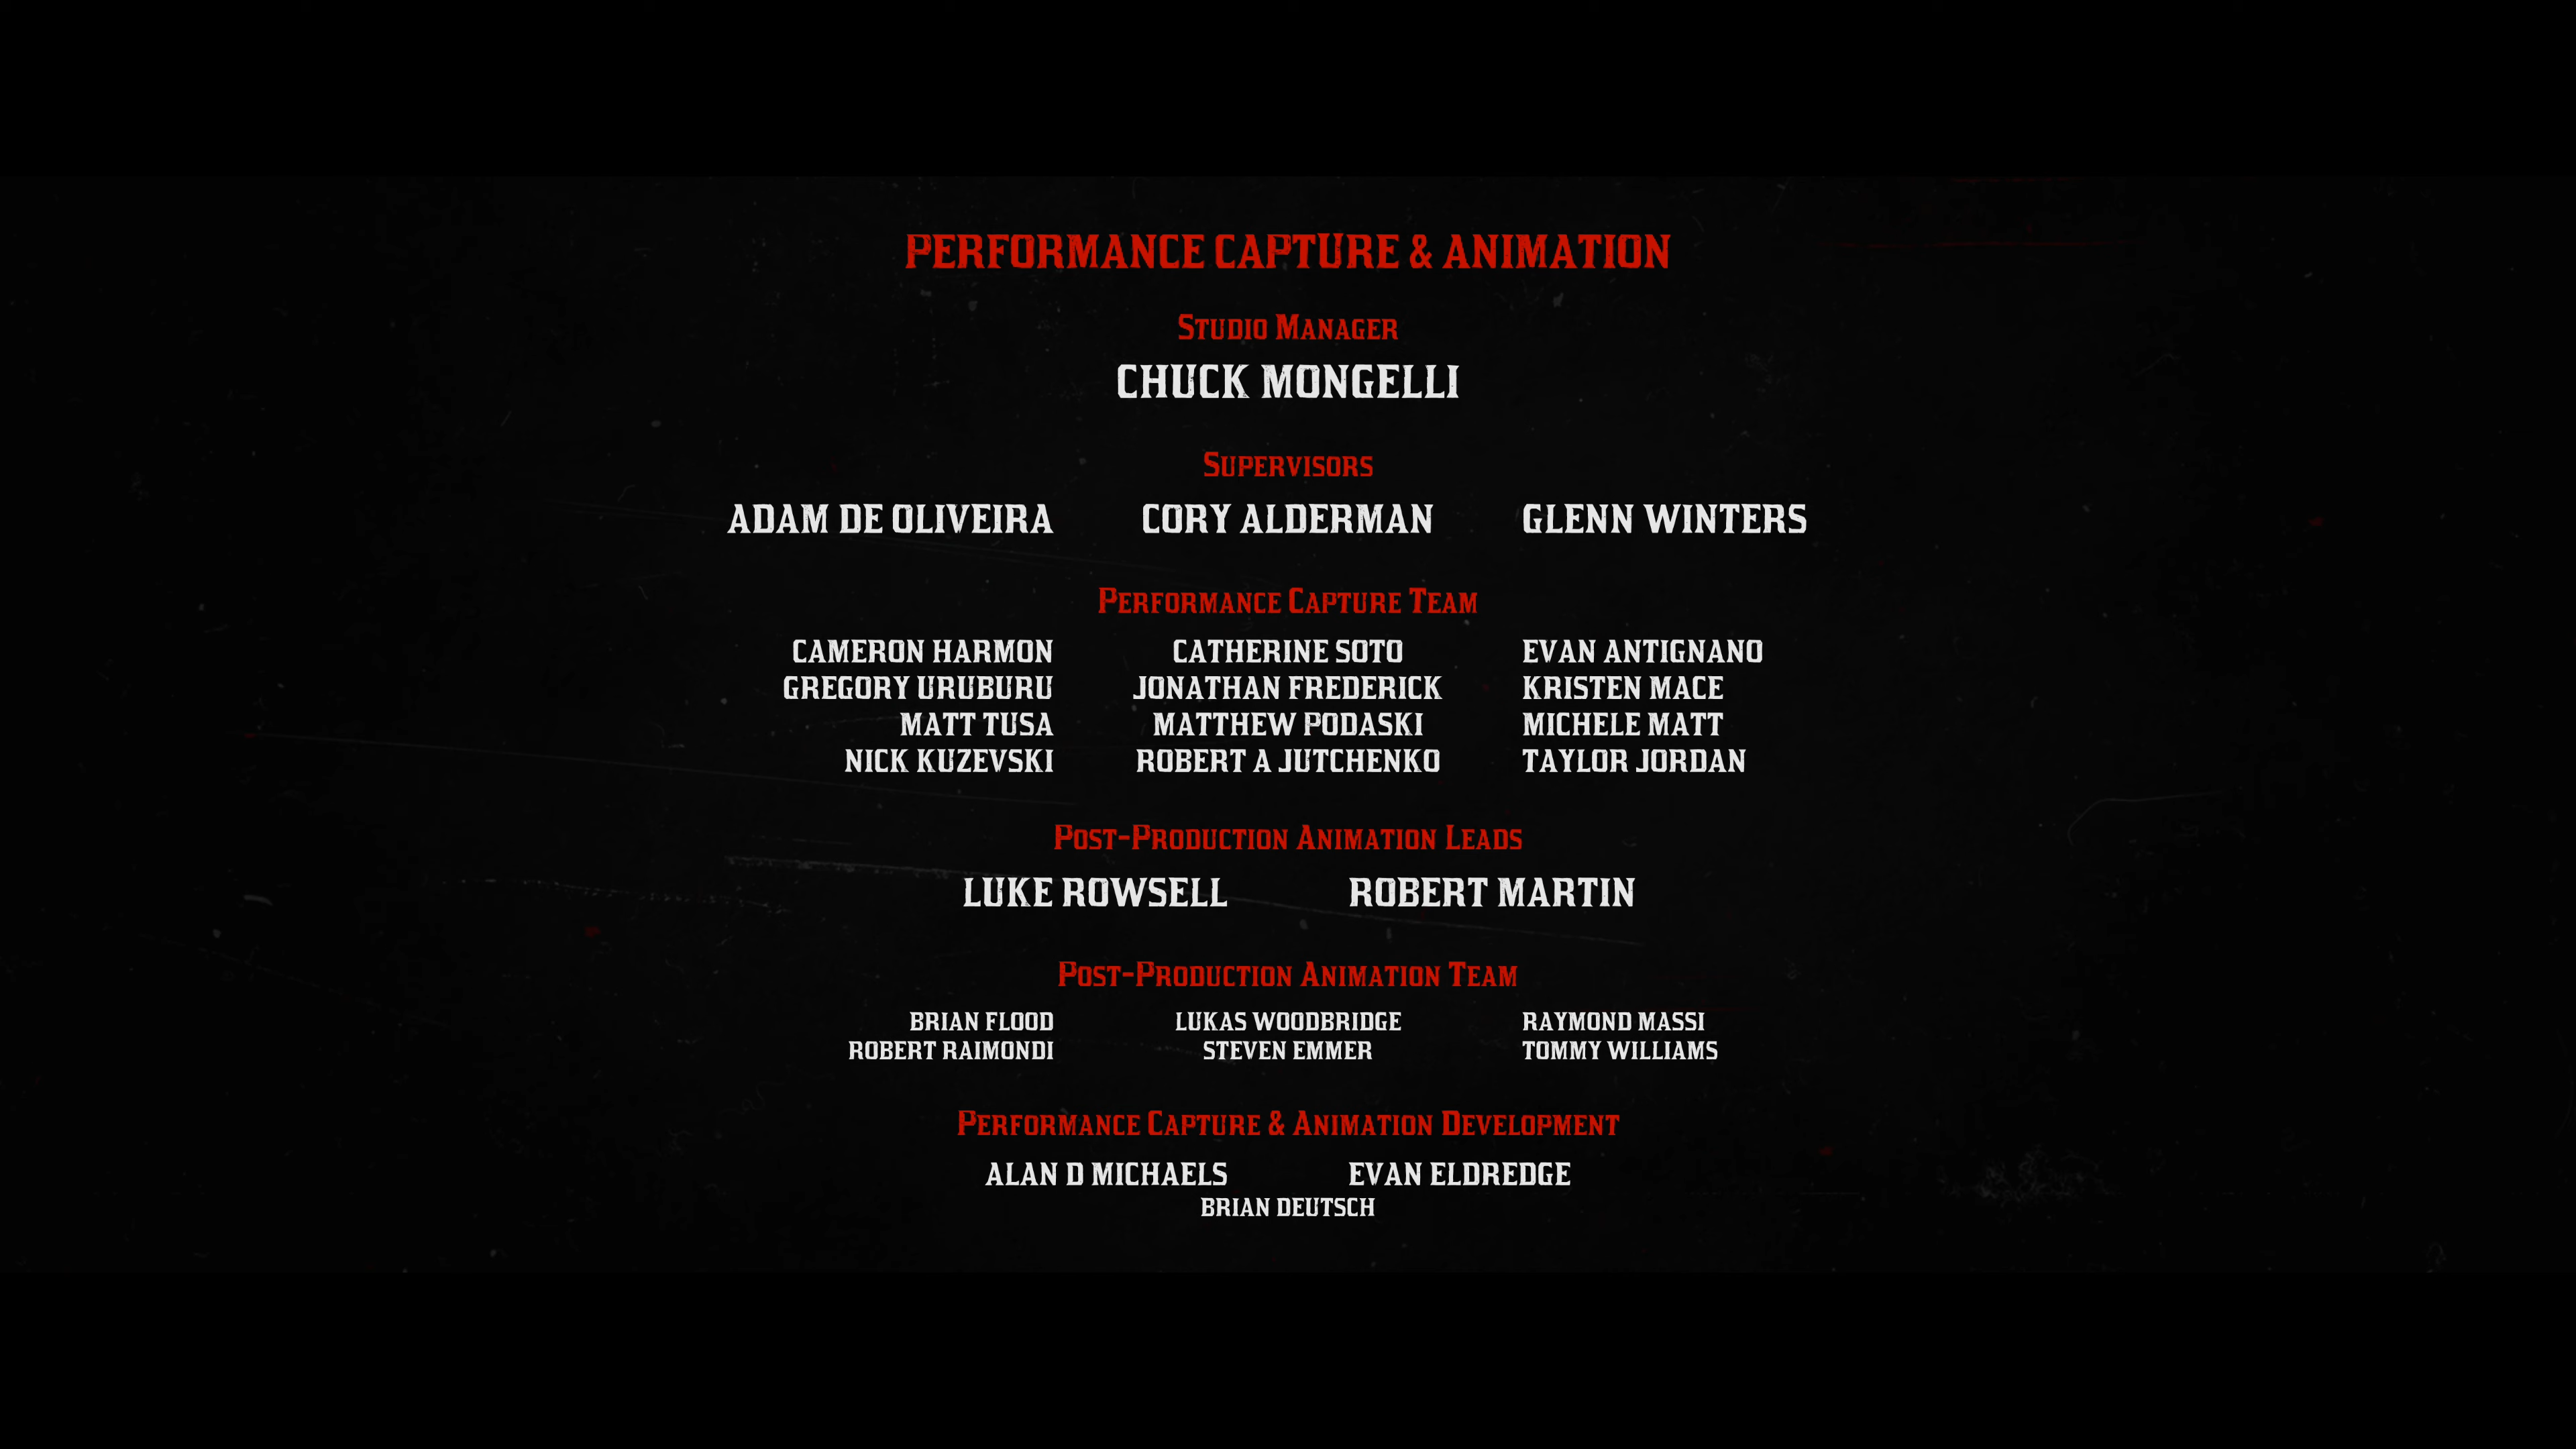 PERFORMANCE CAPTURE & ANIMATION
STUDIO MANAGER
CHUCK MONGELLI
SUPERVISORS
ADAM DE OLIVEIRA CORY ALDERMAN GLENN WINTERS
PERFORMANCE CAPTURE TEAM
CAMERON HARMON CATHERINE SOTO EVAN ANTIGNANO
GREGORY URUBURU JONATHAN FREDERICK KRISTEN MACE
MATT TUSA MATTHEW PODASKI MICHELE MATT
NICK KUZEVSKI ROBERT A JUTCHENKO TAYLOR JORDAN
POST-PRODUCTION ANIMATION LEADS
LUKE ROWSELL ROBERT MARTIN
POST-PRODUCTION ANIMATION TEAM
BRIAN FLOOD LUKAS WOODBRIDGE RAYMOND MASSI
ROBERT RAIMONDI STEVEN EMMER TOMMY WILLIAMS
PERFORMANCE CAPTURE & ANIMATION DEVELOPMENT
ALAN D MICHAELS EVAN ELDREDGE
BRIAN DEUTSCH